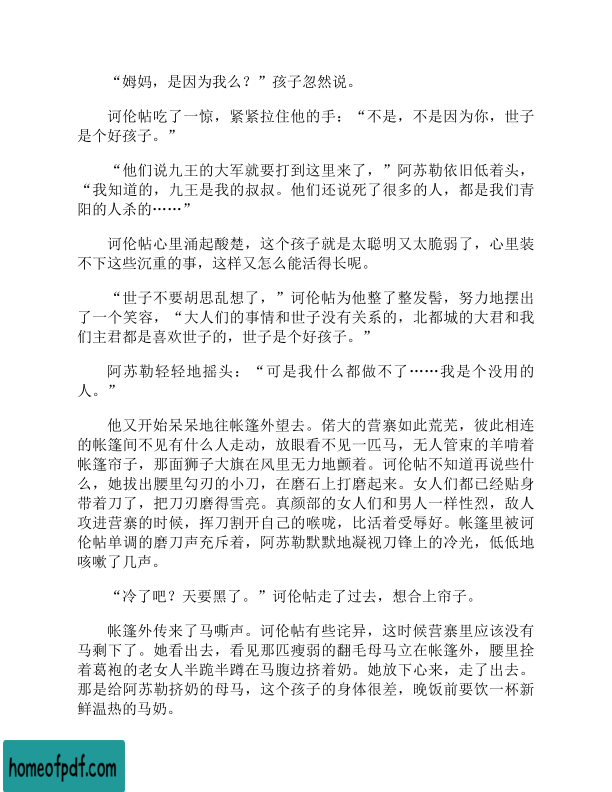 “姆妈，是因为我么？”孩子忽然说。
诃伦帖吃了一惊，紧紧拉住他的手：“不是，不是因为你，世子
是个好孩子。”
“他们说九王的大军就要打到这里来了，”阿苏勒依旧低着头，
“我知道的，九王是我的叔叔。他们还说死了很多的人，都是我们青
阳的人杀的……”
诃伦帖心里涌起酸楚，这个孩子就是太聪明又太脆弱了，心里装
不下这些沉重的事，这样又怎么能活得长呢。
“世子不要胡思乱想了，”诃伦帖为他整了整发髻，努力地摆出
了一个笑容，“大人们的事情和世子没有关系的，北都城的大君和我
们主君都是喜欢世子的，世子是个好孩子。”
阿苏勒轻轻地摇头：“可是我什么都做不了……我是个没用的
人。”
他又开始呆呆地往帐篷外望去。偌大的营寨如此荒芜，彼此相连
的帐篷间不见有什么人走动，放眼看不见一匹马，无人管束的羊啃着
帐篷帘子，那面狮子大旗在风里无力地颤着。诃伦帖不知道再说些什
么，她拔出腰里勾刃的小刀，在磨石上打磨起来。女人们都已经贴身
带着刀了，把刀刃磨得雪亮。真颜部的女人们和男人一样性烈，敌人
攻进营寨的时候，挥刀割开自己的喉咙，比活着受辱好。帐篷里被诃
伦帖单调的磨刀声充斥着，阿苏勒默默地凝视刀锋上的冷光，低低地
咳嗽了几声。
“冷了吧？天要黑了。”诃伦帖走了过去，想合上帘子。
帐篷外传来了马嘶声。诃伦帖有些诧异，这时候营寨里应该没有
马剩下了。她看出去，看见那匹瘦弱的翻毛母马立在帐篷外，腰里拴
着葛袍的老女人半跪半蹲在马腹边挤着奶。她放下心来，走了出去。
那是给阿苏勒挤奶的母马，这个孩子的身体很差，晚饭前要饮一杯新
鲜温热的马奶。
homeofpdf.com